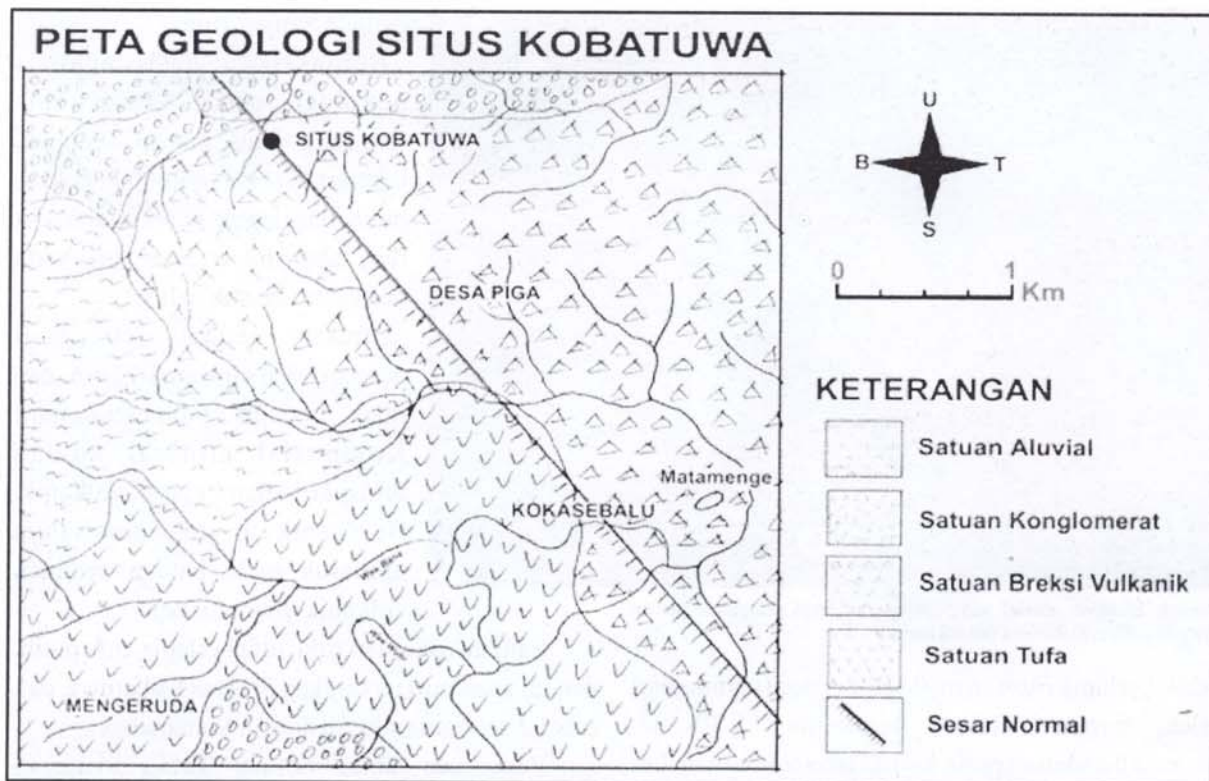 PETA GEOLOGI SITUS KOBATUWA
SITUS KOBATUWA
DESA PIGA
Matamenge
KOKASEBALU
MENGERUDA
U
B
T
S
0
1
Km
KETERANGAN
Satuan Aluvial
Satuan Konglomerat
Satuan Breksi Vulkanik
Satuan Tufa
Sesar Normal